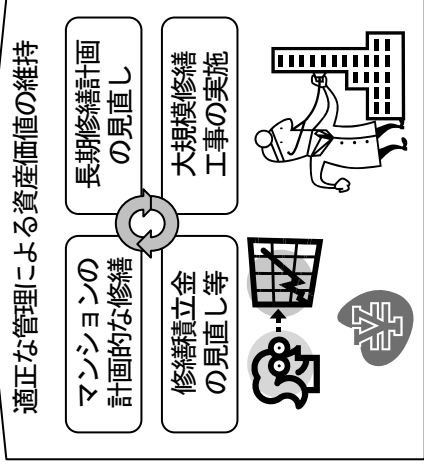 適正な管理による資産価値の維持
マンションの
計画的な修繕
長期修繕計画
の見直し
修繕積立金
の見直し等
大規模修繕
工事の実施
¥